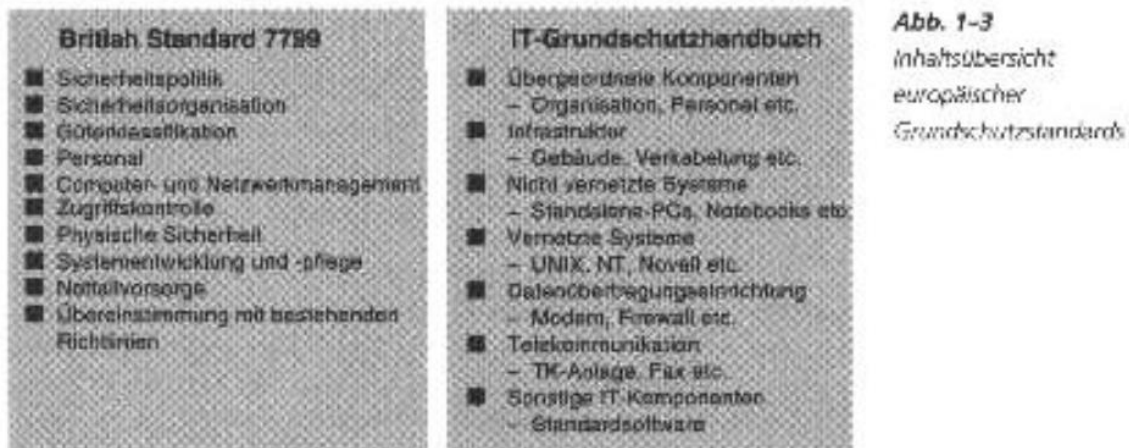 British Standard 7799
Sicherheitspolitik
Sicherheitsorganisation
Güterklassifikation
Personal
Computer- und Netzwerkmanagement
Zugriffskontrolle
Physische Sicherheit
Systementwicklung und -pflege
Notfallvorsorge
Übereinstimmung mit bestehenden
Richtlinien
IT-Grundschutzhandbuch
Übergeordnete Komponenten
– Organisation, Personal etc.
Infrastruktur
– Gebäude, Verkabelung etc.
Nicht vernetzte Systeme
– Standalone-PCs, Notebooks etc.
Vernetzte Systeme
– UNIX, NT, Novell etc.
Datenübertragungseinrichtung
– Modem, Firewall etc.
Telekommunikation
– TK-Anlage, Fax etc.
Sonstige IT-Komponenten
– Standardsoftware
Abb. 1–3
Inhaltsübersicht
europäischer
Grundschutzstandards